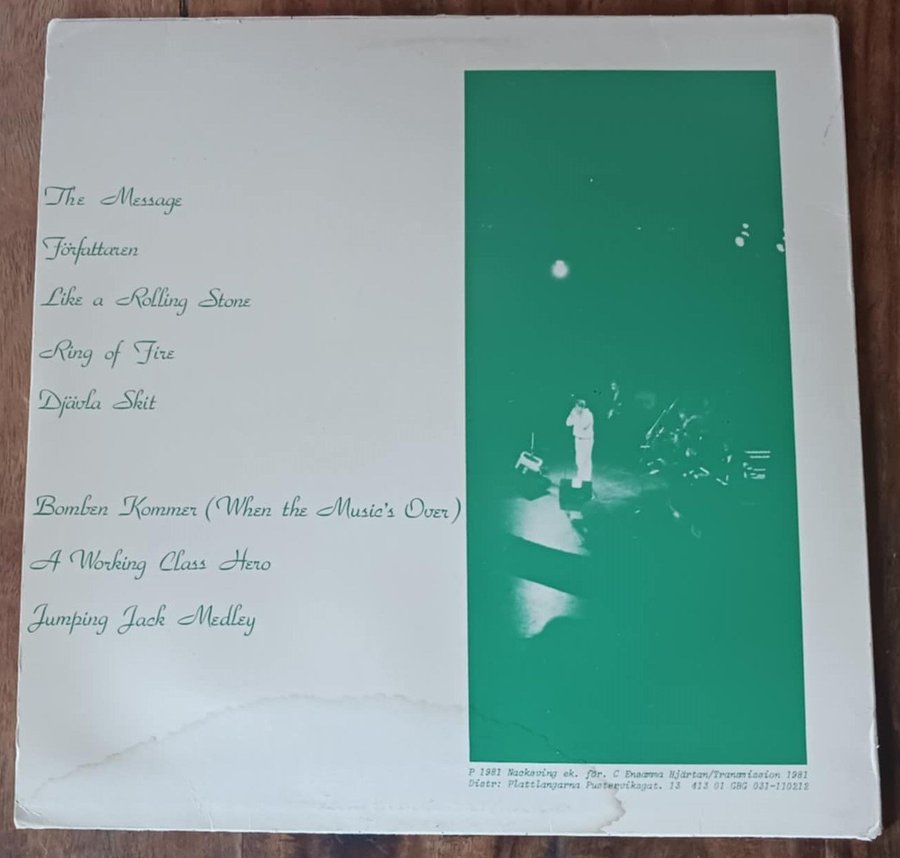 The Message
Författaren
Like a Rolling Stone
Ring of Fire
Djävla Skit
Bomben Kommer (When the Music's Over)
A Working Class Hero
Jumping Jack Medley
P 1981 Nacksving ek. för. C Ensamma Hjärtan/Transmission 1981
Distr: Plattlangarna Pusterviksgat. 13 413 01 GBG 031-110212